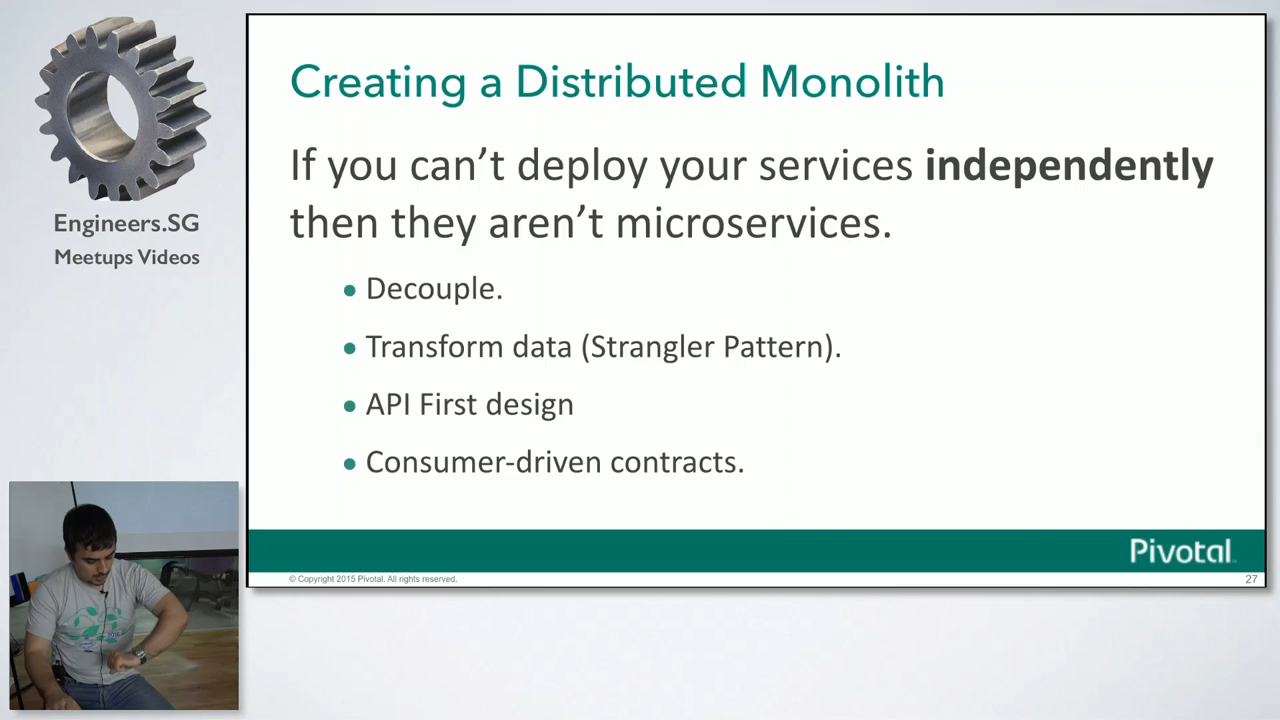 Engineers.SG
Meetups Videos
Creating a Distributed Monolith
If you can’t deploy your services independently
then they aren’t microservices.
• Decouple.
• Transform data (Strangler Pattern).
• API First design
• Consumer-driven contracts.
Pivotal
© Copyright 2015 Pivotal. All rights reserved.
27